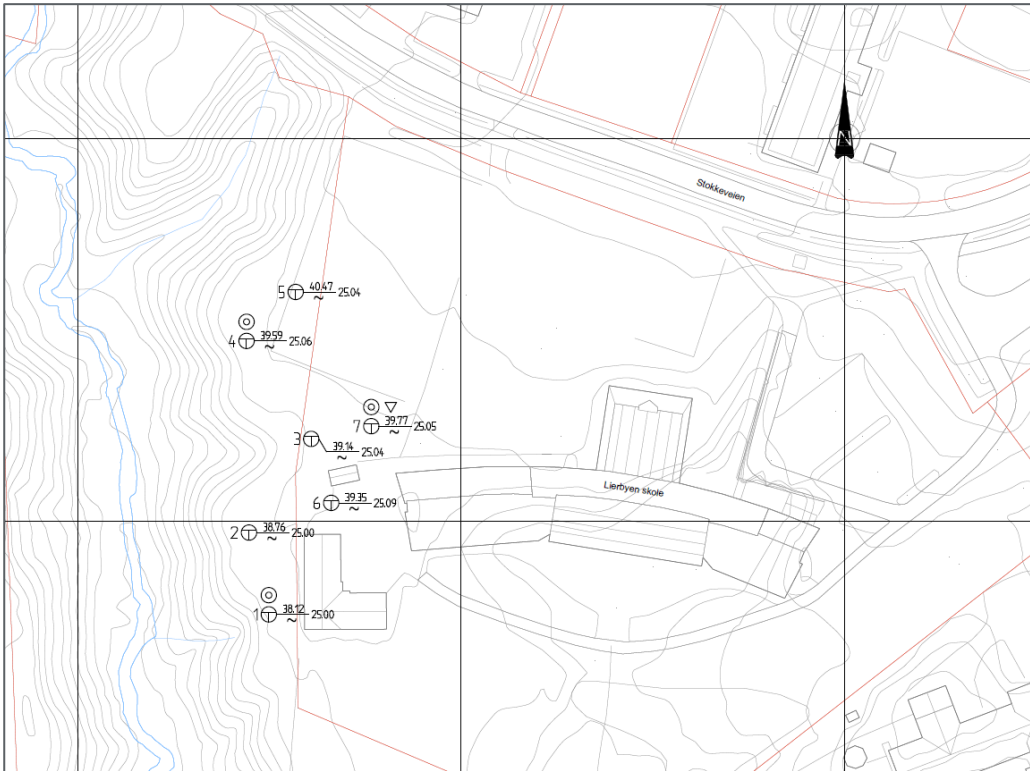 N
Stokkeveien
5 40.47 ~ 25.04
4 39.59 ~ 25.06
7 39.77 ~ 25.05
3 39.14 ~ 25.04
Lierbyen skole
6 39.35 ~ 25.09
2 38.76 ~ 25.00
1 38.12 ~ 25.00